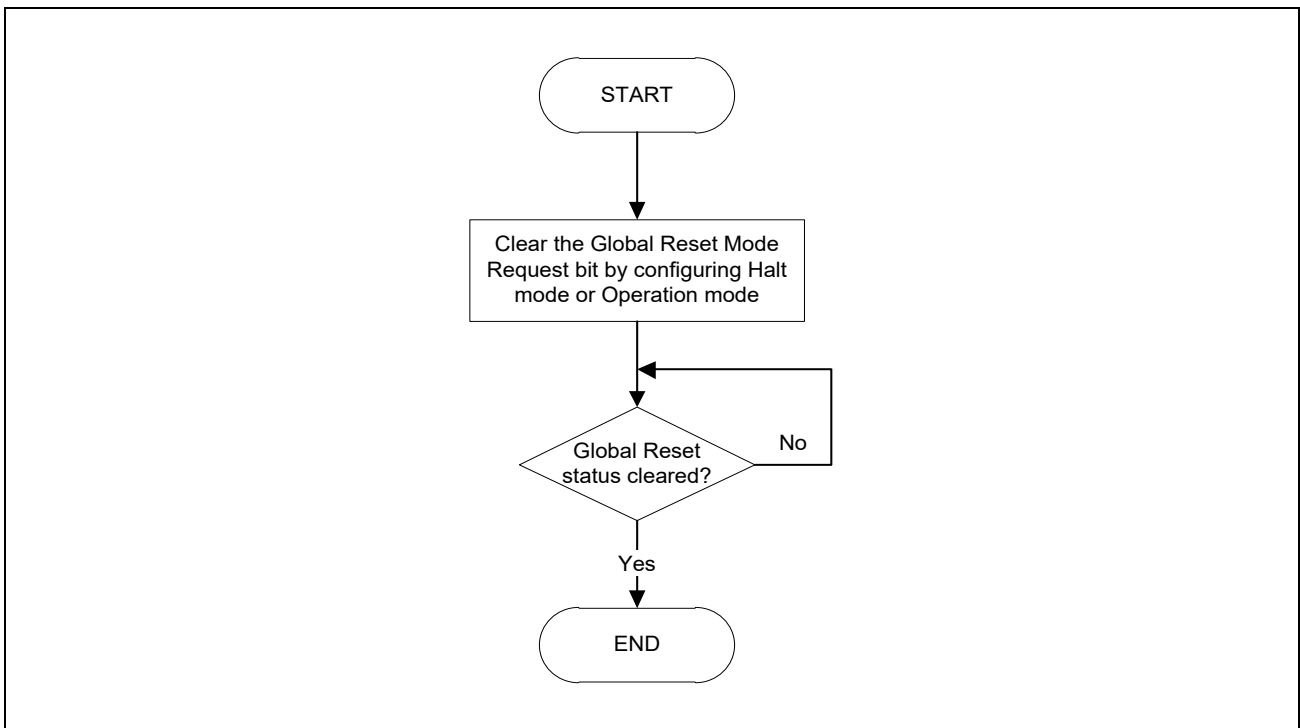 START
Clear the Global Reset Mode
Request bit by configuring Halt
mode or Operation mode
Global Reset
status cleared?
No
Yes
END